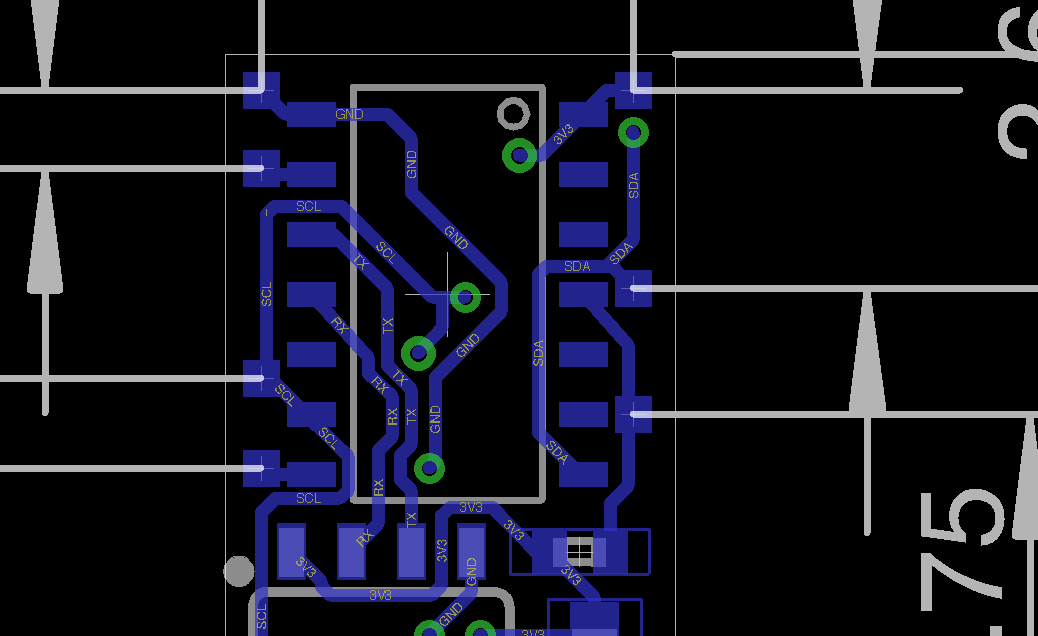 GND
3V3
GND
SDA
SCL
GND
SCL
SDA
TX
SDA
SCL
RX
TX
GND
SDA
TX
RX
SCL
RX
TX
GND
SCL
SDA
RX
SCL
3V3
TX
3V3
RX
3V3
GND
3V3
3V3
3V3
GND
SCL
3V3
75